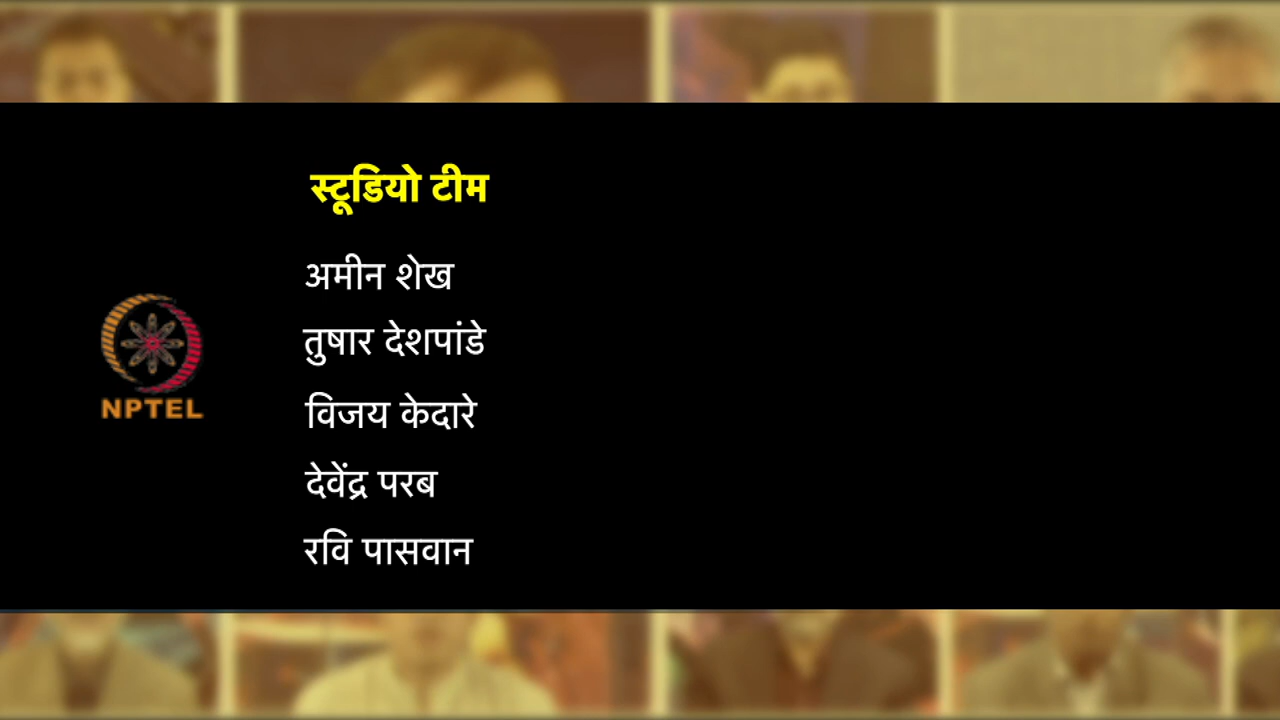 स्टूडियो टीम
अमीन शेख
तुषार देशपांडे
विजय केदारे
देवेंद्र परब
रवि पासवान
NPTEL